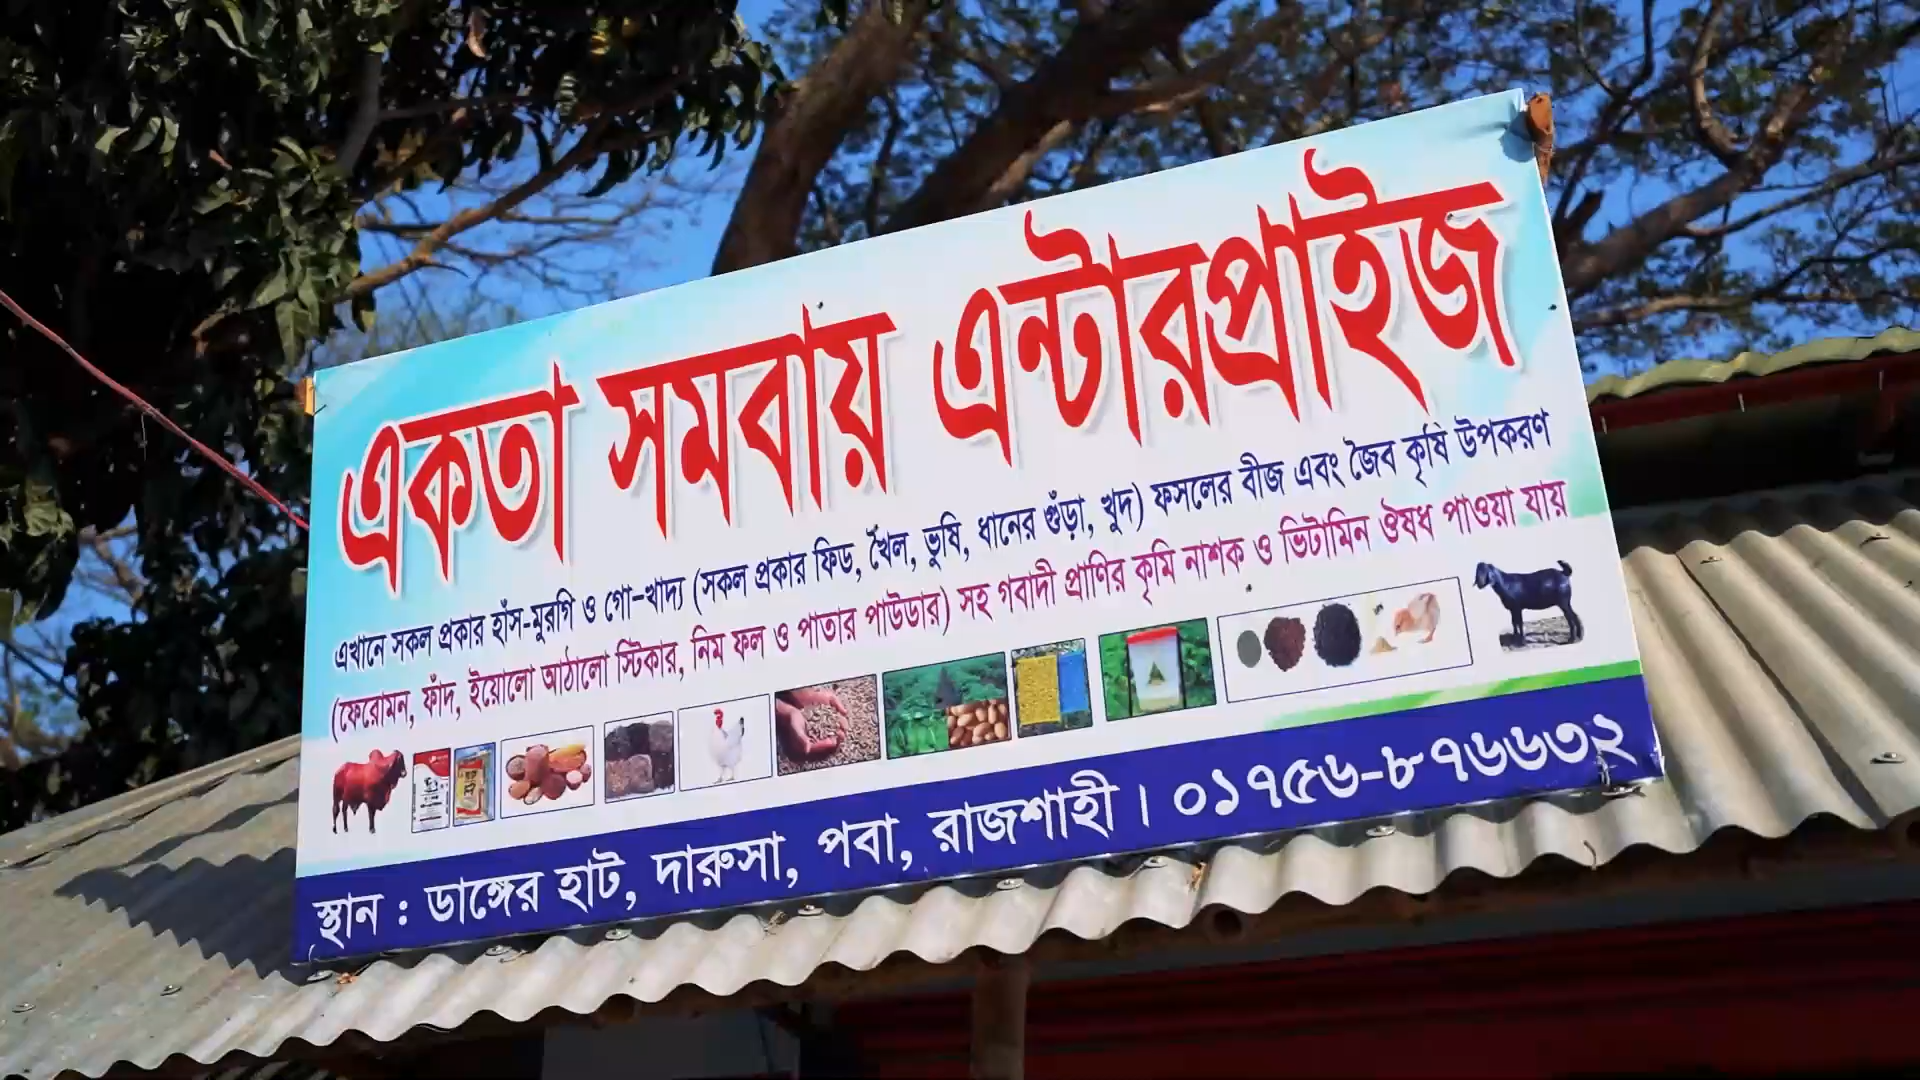 একতা সমবায় এন্টারপ্রাইজ
এখানে সকল প্রকার হাঁস-মুরগি ও গো-খাদ্য (সকল প্রকার ফিড, খৈল, ভুষি, ধানের গুঁড়া, খুদ) ফসলের বীজ এবং জৈব কৃষি উপকরণ
(ফেরোমন, ফাঁদ, ইয়োলো আঠালো স্টিকার, নিম ফল ও পাতার পাউডার) সহ গবাদী প্রাণির কৃমি নাশক ও ভিটামিন ঔষধ পাওয়া যায়
স্থান : ডাঙ্গের হাট, দারুসা, পবা, রাজশাহী । ০১৭৫৬-৮৭৬৬৩২